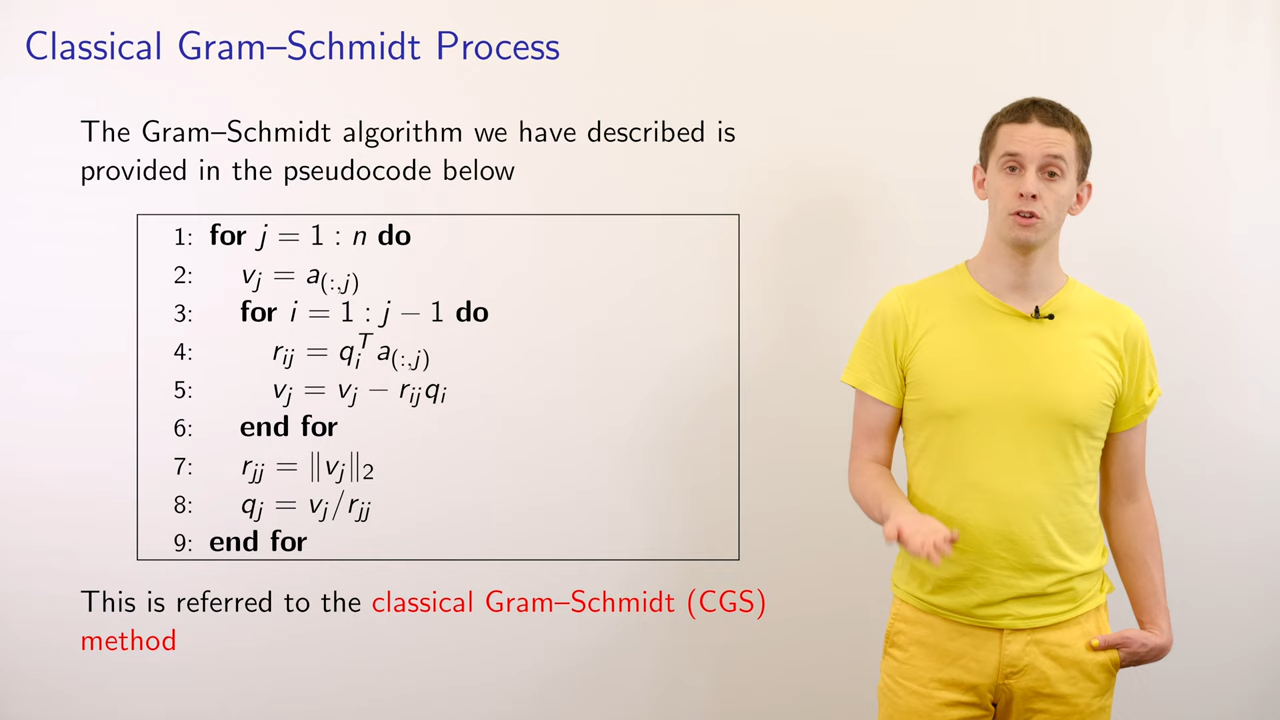 Classical Gram–Schmidt Process
The Gram–Schmidt algorithm we have described is
provided in the pseudocode below
1: for j = 1 : n do
2: v_j = a_(:,j)
3: for i = 1 : j − 1 do
4: r_ij = q_i^T a_(:,j)
5: v_j = v_j − r_ij q_i
6: end for
7: r_jj = ‖v_j‖_2
8: q_j = v_j/r_jj
9: end for
This is referred to the classical Gram–Schmidt (CGS)
method